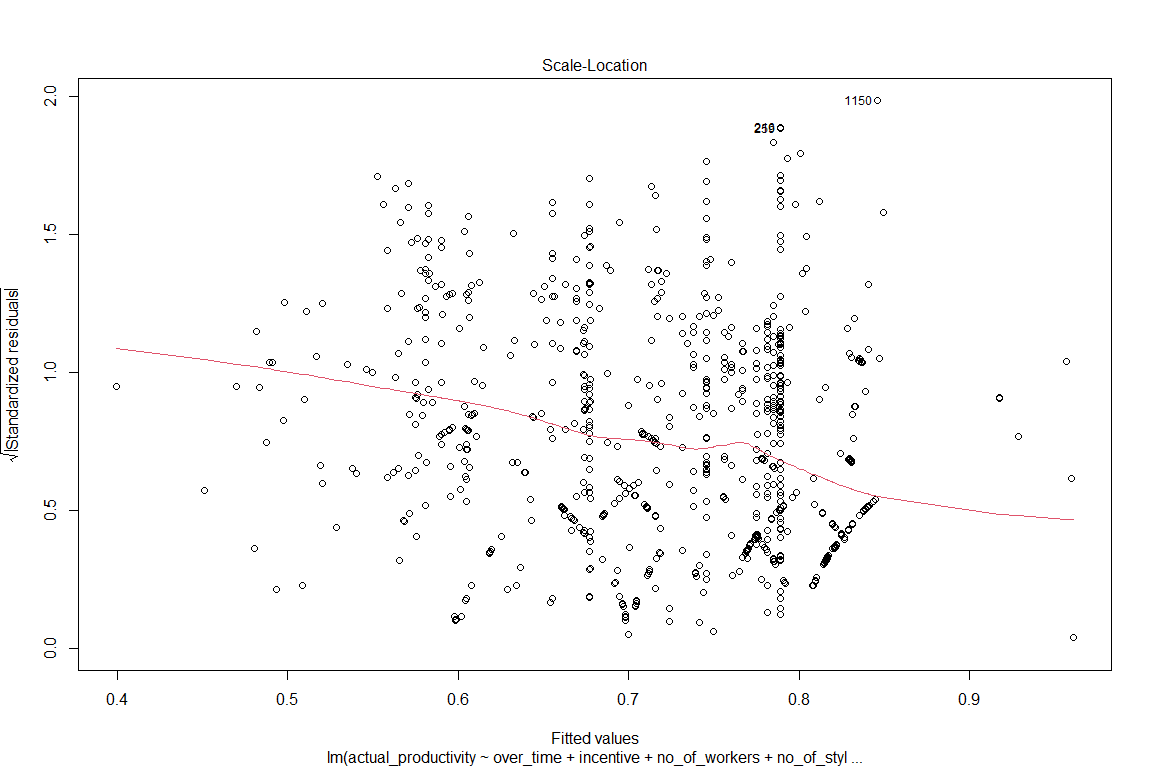 Scale-Location
√|Standardized residuals|
2.0
1.5
1.0
0.5
0.0
1150
0.4 0.5 0.6 0.7 0.8 0.9
Fitted values
lm(actual_productivity ~ over_time + incentive + no_of_workers + no_of_styl ...